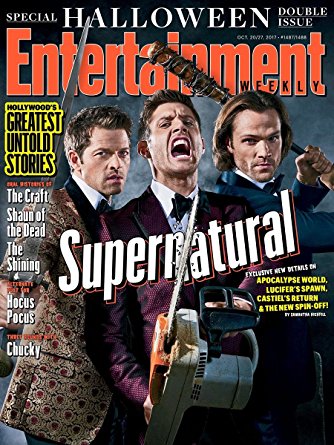 SPECIAL HALLOWEEN DOUBLE ISSUE
OCT. 20/27, 2017 • #1487/1488
Entertainment
WEEKLY
HOLLYWOOD'S
GREATEST
UNTOLD
STORIES
ORAL HISTORIES OF
The Craft
Shaun of
the Dead
The
Shining
Hocus
Pocus
Chucky
Supernatural
EXCLUSIVE NEW DETAILS ON
APOCALYPSE WORLD,
LUCIFER'S SPAWN,
CASTIEL'S RETURN
& THE NEW SPIN-OFF!
BY SAMANTHA HIGHFILL